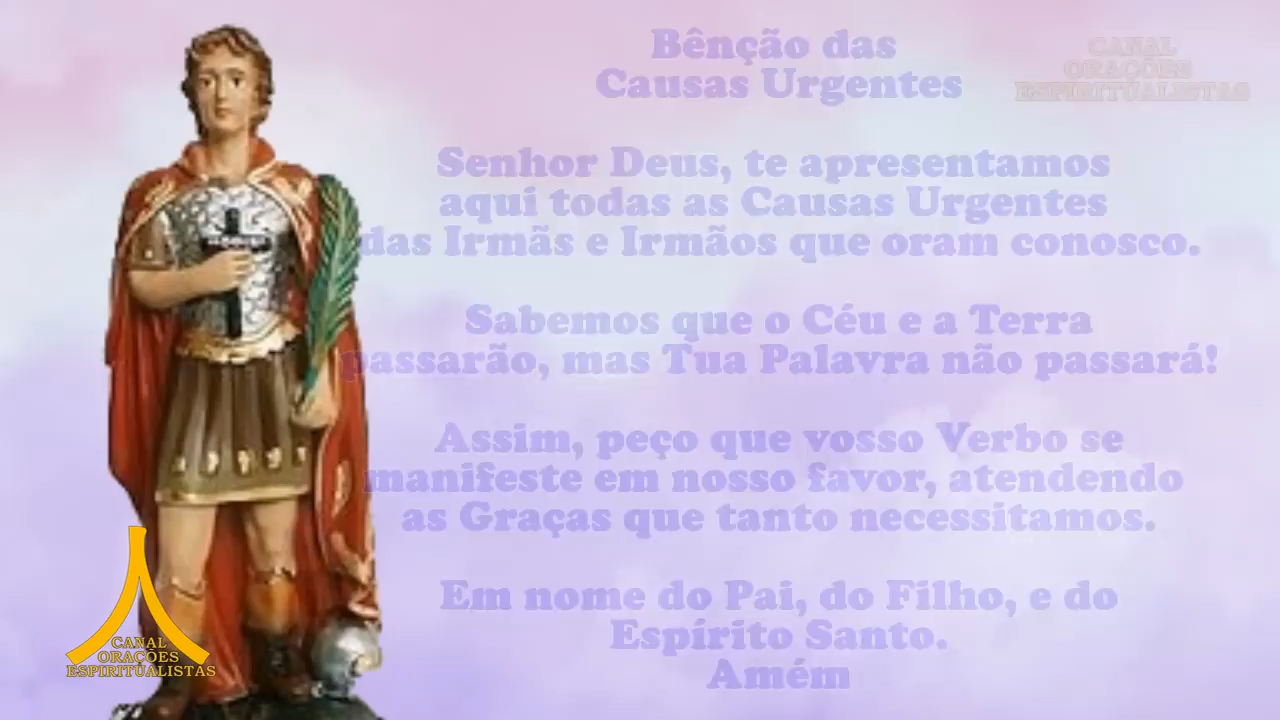 Bênção das
Causas Urgentes
CANAL
ORAÇÕES
ESPIRITUALISTAS
Senhor Deus, te apresentamos
aqui todas as Causas Urgentes
das Irmãs e Irmãos que oram conosco.
Sabemos que o Céu e a Terra
passarão, mas Tua Palavra não passará!
Assim, peço que vosso Verbo se
manifeste em nosso favor, atendendo
as Graças que tanto necessitamos.
Em nome do Pai, do Filho, e do
Espírito Santo.
Amém
CANAL
ORAÇÕES
ESPIRITUALISTAS